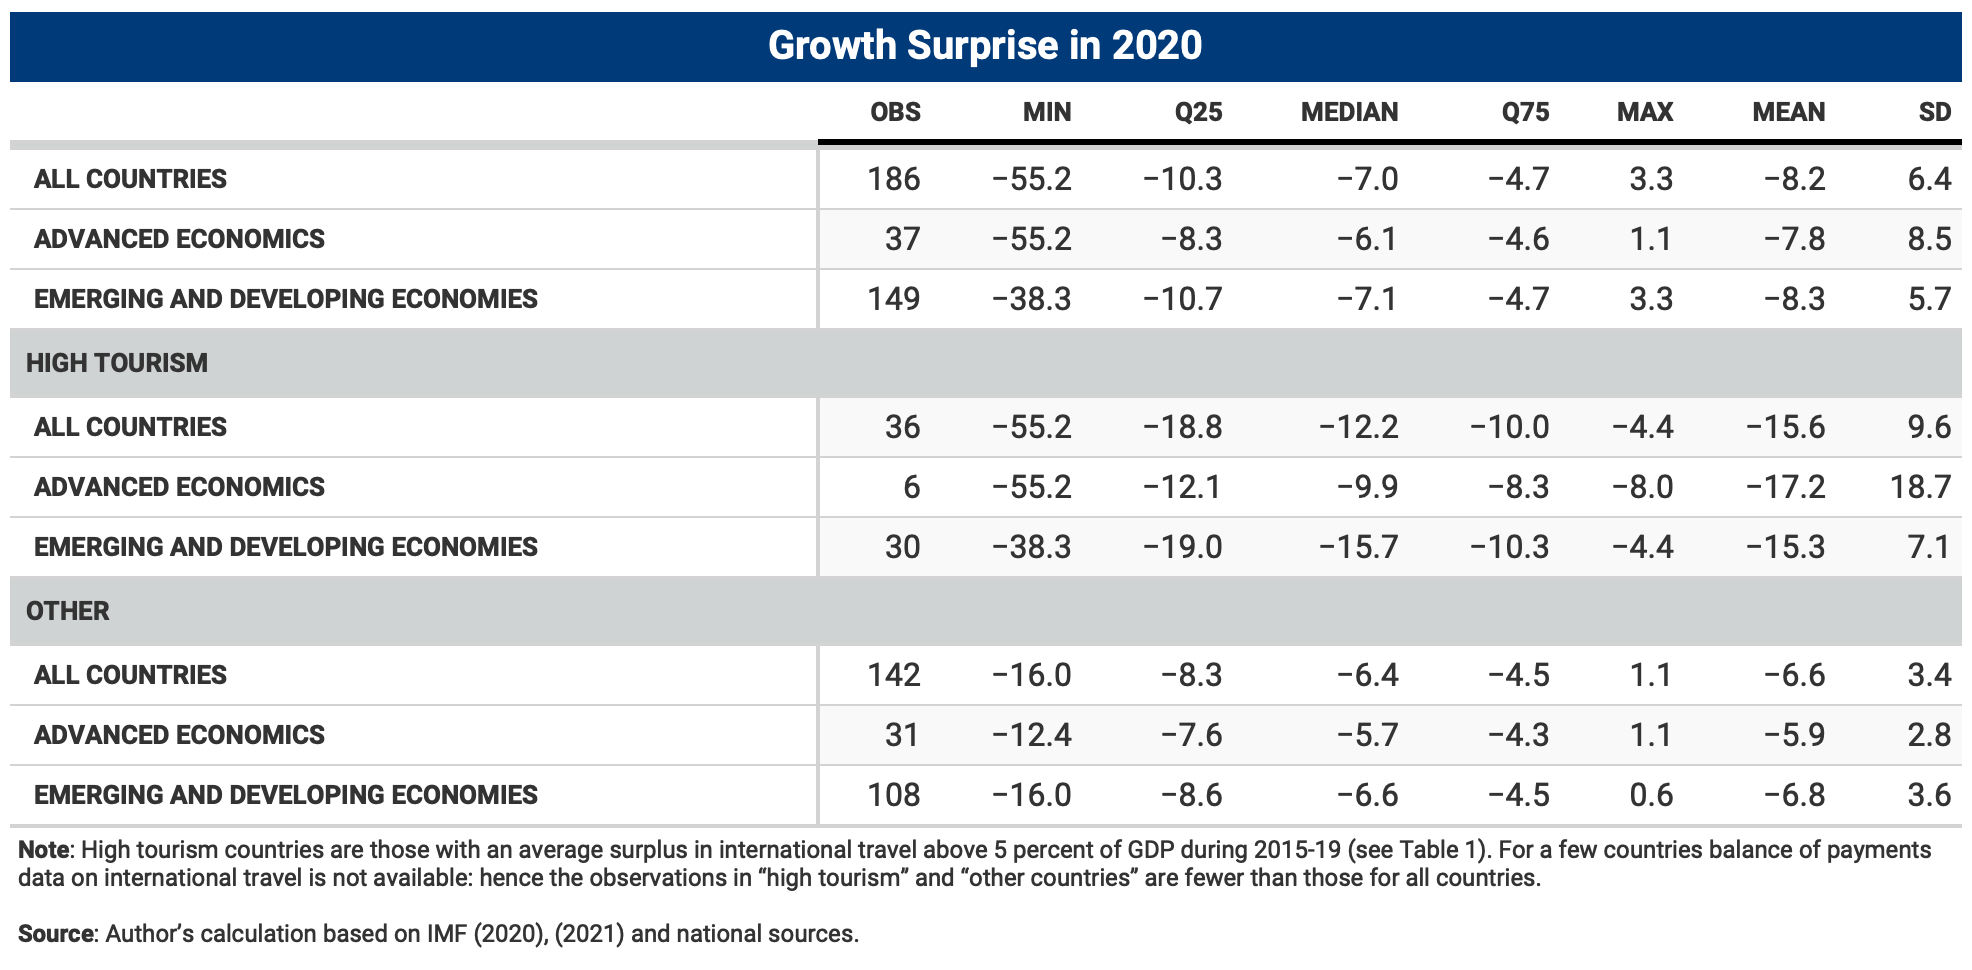 Growth Surprise in 2020
OBS MIN Q25 MEDIAN Q75 MAX MEAN SD
ALL COUNTRIES 186 −55.2 −10.3 −7.0 −4.7 3.3 −8.2 6.4
ADVANCED ECONOMICS 37 −55.2 −8.3 −6.1 −4.6 1.1 −7.8 8.5
EMERGING AND DEVELOPING ECONOMIES 149 −38.3 −10.7 −7.1 −4.7 3.3 −8.3 5.7
HIGH TOURISM
ALL COUNTRIES 36 −55.2 −18.8 −12.2 −10.0 −4.4 −15.6 9.6
ADVANCED ECONOMICS 6 −55.2 −12.1 −9.9 −8.3 −8.0 −17.2 18.7
EMERGING AND DEVELOPING ECONOMIES 30 −38.3 −19.0 −15.7 −10.3 −4.4 −15.3 7.1
OTHER
ALL COUNTRIES 142 −16.0 −8.3 −6.4 −4.5 1.1 −6.6 3.4
ADVANCED ECONOMICS 31 −12.4 −7.6 −5.7 −4.3 1.1 −5.9 2.8
EMERGING AND DEVELOPING ECONOMIES 108 −16.0 −8.6 −6.6 −4.5 0.6 −6.8 3.6
Note: High tourism countries are those with an average surplus in international travel above 5 percent of GDP during 2015-19 (see Table 1). For a few countries balance of payments
data on international travel is not available: hence the observations in “high tourism” and “other countries” are fewer than those for all countries.
Source: Author’s calculation based on IMF (2020), (2021) and national sources.